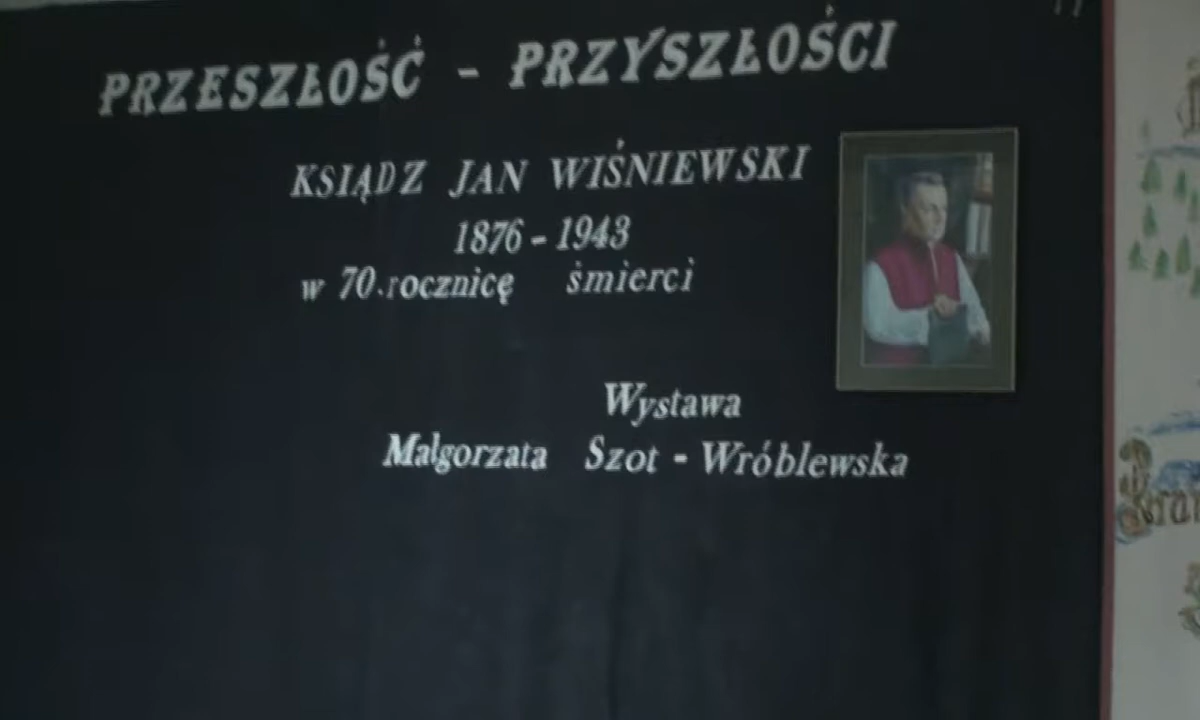 PRZESZŁOŚĆ - PRZYSZŁOŚCI
KSIĄDZ JAN WIŚNIEWSKI
1876 - 1943
w 70.rocznicę śmierci
Wystawa
Małgorzata Szot - Wróblewska